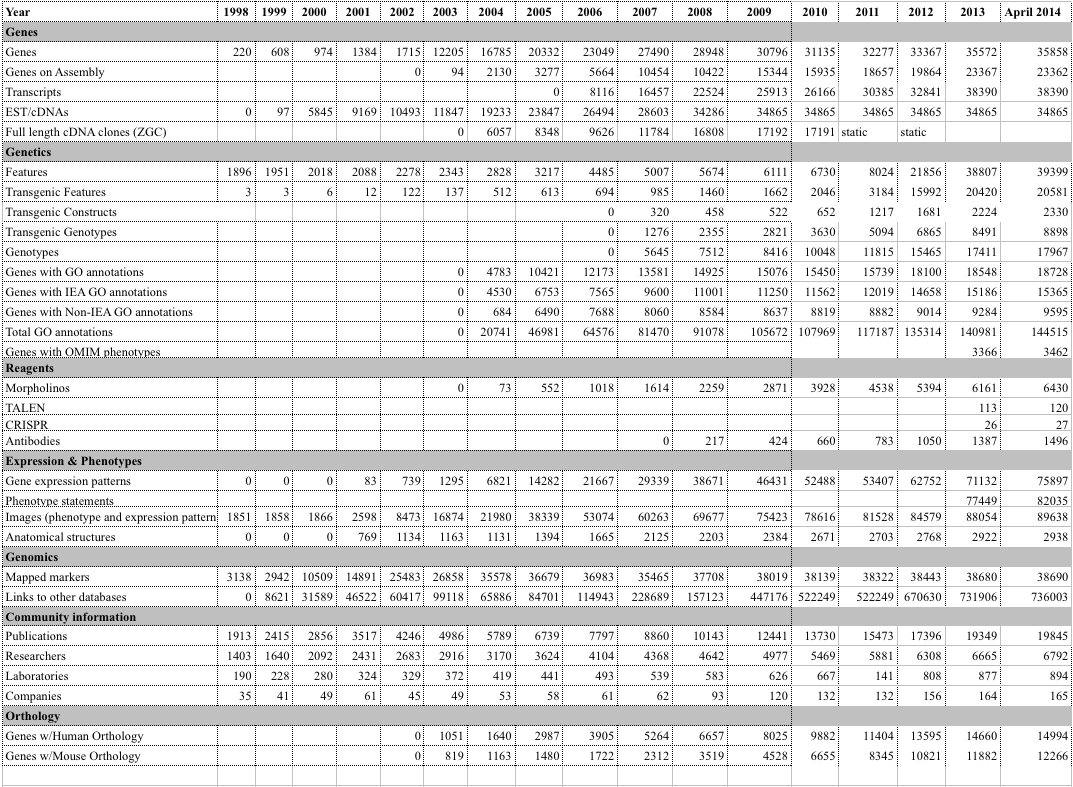 Year 1998 1999 2000 2001 2002 2003 2004 2005 2006 2007 2008 2009 2010 2011 2012 2013 April 2014
Genes
Genes 220 608 974 1384 1715 12205 16785 20332 23049 27490 28948 30796 31135 32277 33367 35572 35858
Genes on Assembly 0 94 2130 3277 5664 10454 10422 15344 15935 18657 19864 23367 23362
Transcripts 0 8116 16457 22524 25913 26166 30385 32841 38390 38390
EST/cDNAs 0 97 5845 9169 10493 11847 19233 23847 26494 28603 34286 34865 34865 34865 34865 34865 34865
Full length cDNA clones (ZGC) 0 6057 8348 9626 11784 16808 17192 17191 static static
Genetics
Features 1896 1951 2018 2088 2278 2343 2828 3217 4485 5007 5674 6111 6730 8024 21856 38807 39399
Transgenic Features 3 3 6 12 122 137 512 613 694 985 1460 1662 2046 3184 15992 20420 20581
Transgenic Constructs 0 320 458 522 652 1217 1681 2224 2330
Transgenic Genotypes 0 1276 2355 2821 3630 5094 6865 8491 8898
Genotypes 0 5645 7512 8416 10048 11815 15465 17411 17967
Genes with GO annotations 0 4783 10421 12173 13581 14925 15076 15450 15739 18100 18548 18728
Genes with IEA GO annotations 0 4530 6753 7565 9600 11001 11250 11562 12019 14658 15186 15365
Genes with Non-IEA GO annotations 0 684 6490 7688 8060 8584 8637 8819 8882 9014 9284 9595
Total GO annotations 0 20741 46981 64576 81470 91078 105672 107969 117187 135314 140981 144515
Genes with OMIM phenotypes 3366 3462
Reagents
Morpholinos 0 73 552 1018 1614 2259 2871 3928 4538 5394 6161 6430
TALEN 113 120
CRISPR 26 27
Antibodies 0 217 424 660 783 1050 1387 1496
Expression & Phenotypes
Gene expression patterns 0 0 0 83 739 1295 6821 14282 21667 29339 38671 46431 52488 53407 62752 71132 75897
Phenotype statements 77449 82035
Images (phenotype and expression pattern 1851 1858 1866 2598 8473 16874 21980 38339 53074 60263 69677 75423 78616 81528 84579 88054 89638
Anatomical structures 0 0 0 769 1134 1163 1131 1394 1665 2125 2203 2384 2671 2703 2768 2922 2938
Genomics
Mapped markers 3138 2942 10509 14891 25483 26858 35578 36679 36983 35465 37708 38019 38139 38322 38443 38680 38690
Links to other databases 0 8621 31589 46522 60417 99118 65886 84701 114943 228689 157123 447176 522249 522249 670630 731906 736003
Community information
Publications 1913 2415 2856 3517 4246 4986 5789 6739 7797 8860 10143 12441 13730 15473 17396 19349 19845
Researchers 1403 1640 2092 2431 2683 2916 3170 3624 4104 4368 4642 4977 5469 5881 6308 6665 6792
Laboratories 190 228 280 324 329 372 419 441 493 539 583 626 667 141 808 877 894
Companies 35 41 49 61 45 49 53 58 61 62 93 120 132 132 156 164 165
Orthology
Genes w/Human Orthology 0 1051 1640 2987 3905 5264 6657 8025 9882 11404 13595 14660 14994
Genes w/Mouse Orthology 0 819 1163 1480 1722 2312 3519 4528 6655 8345 10821 11882 12266